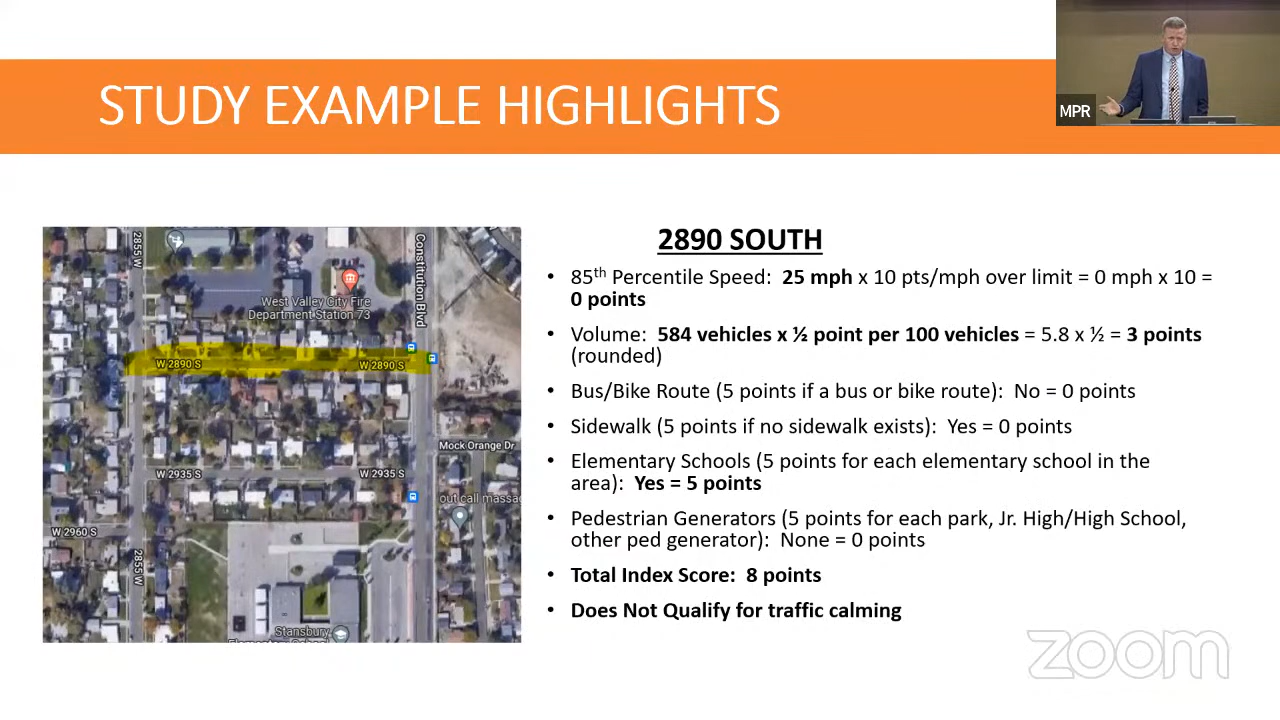 STUDY EXAMPLE HIGHLIGHTS
MPR
2855 W
Constitution Blvd
West Valley City Fire
Department Station 73
W 2890 S
W 2890 S
Mock Orange Dr
W 2935 S
W 2935 S
out call massa
W 2960 S
2855 W
Stansbury
Elementary School
2890 SOUTH
• 85th Percentile Speed: 25 mph x 10 pts/mph over limit = 0 mph x 10 =
0 points
• Volume: 584 vehicles x ½ point per 100 vehicles = 5.8 x ½ = 3 points
(rounded)
• Bus/Bike Route (5 points if a bus or bike route): No = 0 points
• Sidewalk (5 points if no sidewalk exists): Yes = 0 points
• Elementary Schools (5 points for each elementary school in the
area): Yes = 5 points
• Pedestrian Generators (5 points for each park, Jr. High/High School,
other ped generator): None = 0 points
• Total Index Score: 8 points
• Does Not Qualify for traffic calming
zoom